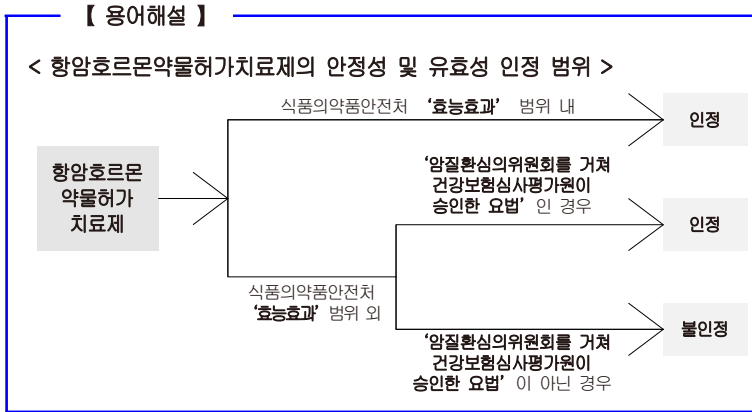 【 용어해설 】
< 항암호르몬약물허가치료제의 안정성 및 유효성 인정 범위 >
식품의약품안전처 ‘효능효과’ 범위 내
인정
항암호르몬
약물허가
치료제
‘암질환심의위원회를 거쳐
건강보험심사평가원이
승인한 요법’ 인 경우
인정
식품의약품안전처
‘효능효과’ 범위 외
불인정
‘암질환심의위원회를 거쳐
건강보험심사평가원이
승인한 요법’ 이 아닌 경우